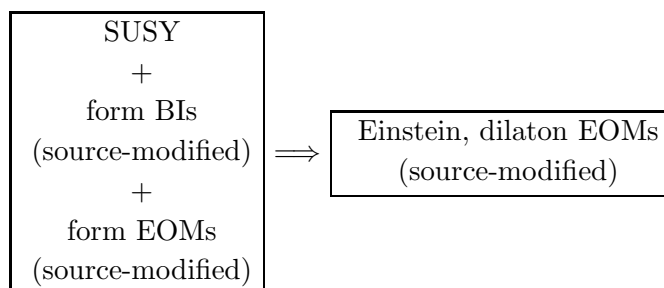 SUSY
+
form BIs
(source-modified)
+
form EOMs
(source-modified)
⟹
Einstein, dilaton EOMs
(source-modified)